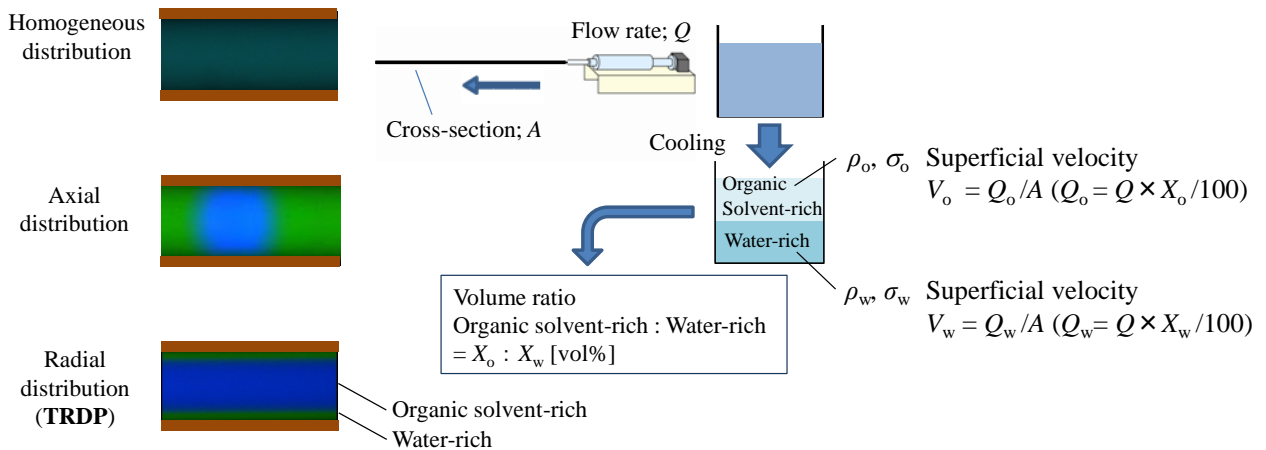 Homogeneous
distribution
Axial
distribution
Radial
distribution
(TRDP)
Organic solvent-rich
Water-rich
Flow rate; Q
Cross-section; A
Cooling
Organic
Solvent-rich
Water-rich
ρo, σo Superficial velocity
Vo = Qo/A (Qo = Q × Xo/100)
ρw, σw Superficial velocity
Vw = Qw/A (Qw = Q × Xw/100)
Volume ratio
Organic solvent-rich : Water-rich
= Xo : Xw [vol%]